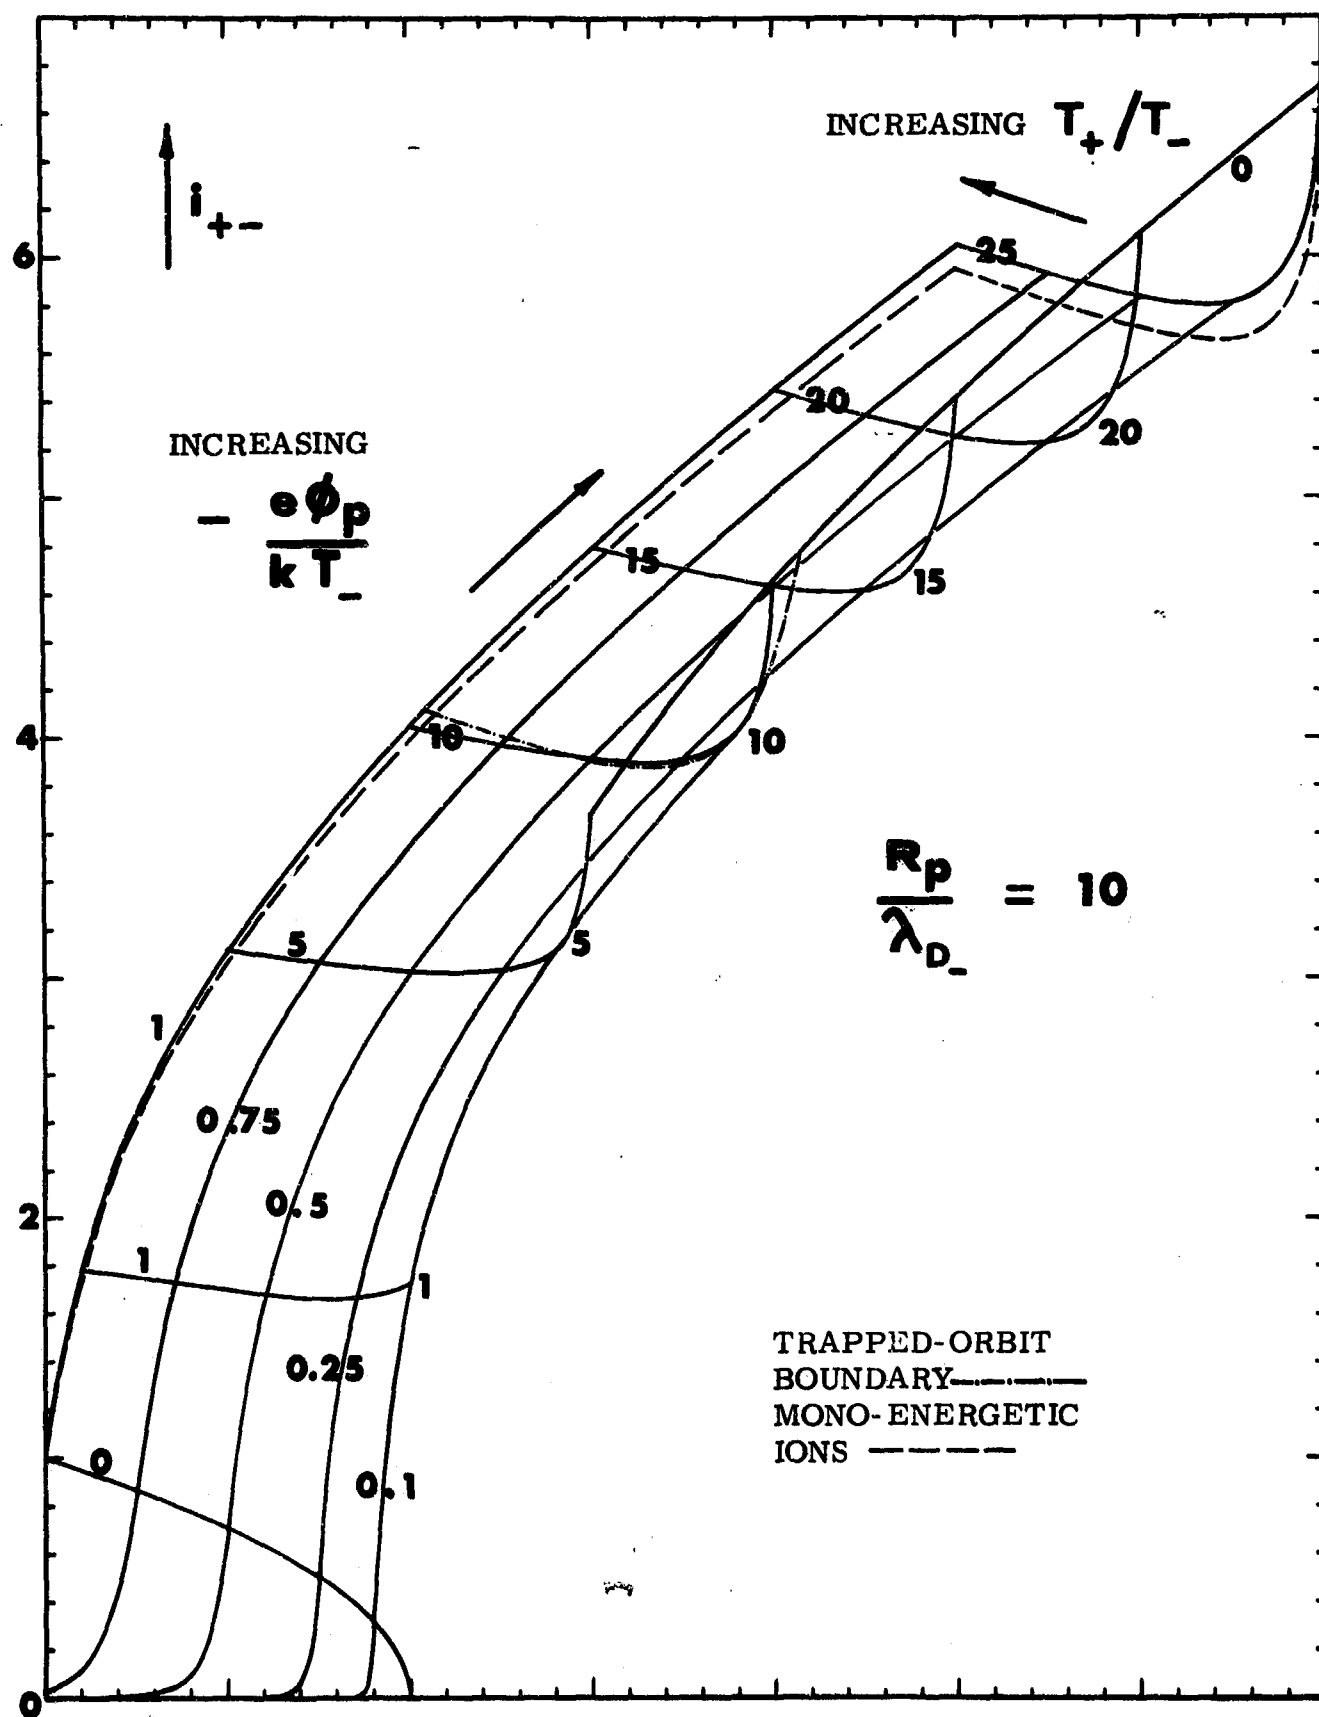 INCREASING T+/T-
0
i+-
6
25
INCREASING
- eφp
kT-
20
20
15
15
4
10
10
Rp
λD- = 10
5
5
1
0.75
0.5
2
1
1
0.25
TRAPPED-ORBIT
BOUNDARY
MONO-ENERGETIC
IONS
0
0.1
0